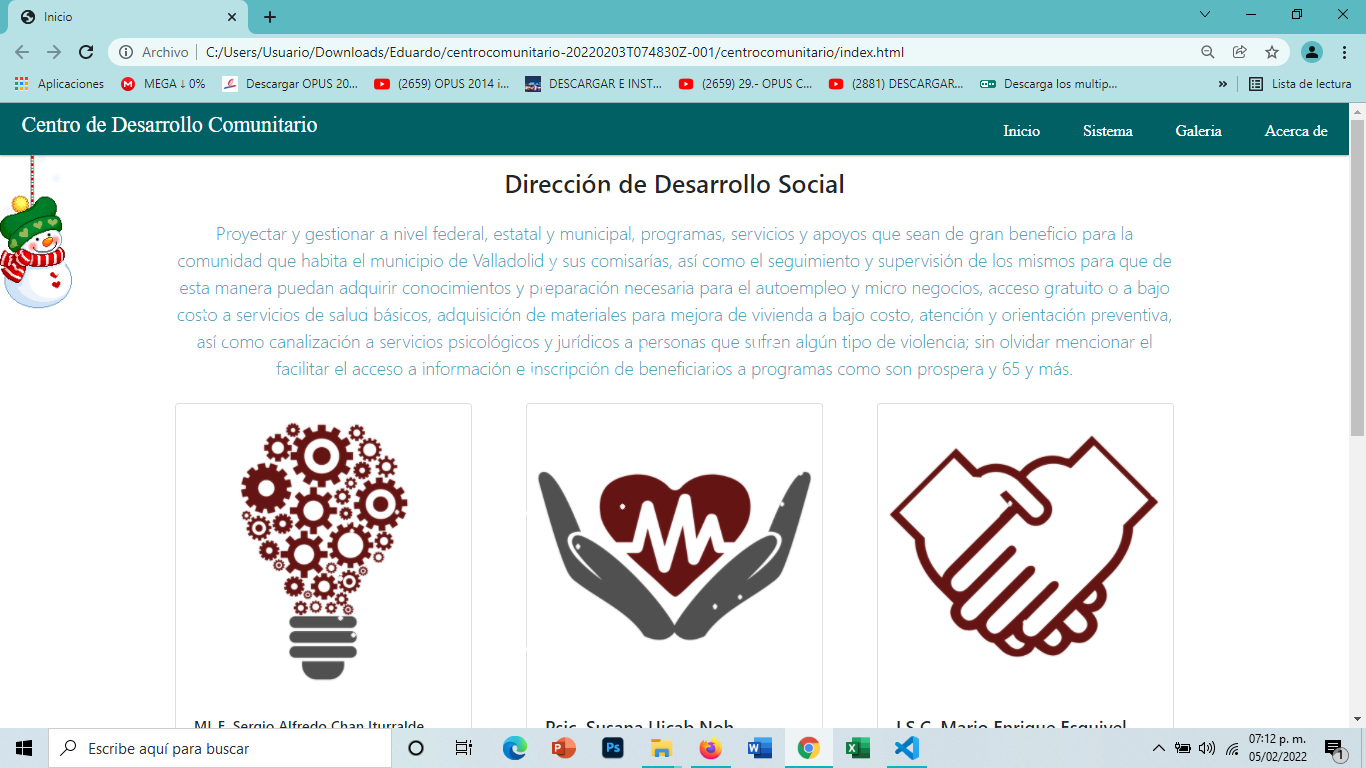 Inicio
Archivo
C:/Users/Usuario/Downloads/Eduardo/centrocomunitario-20220203T074830Z-001/centrocomunitario/index.html
Aplicaciones MEGA ↓ 0% Descargar OPUS 20... (2659) OPUS 2014 i... DESCARGAR E INST... (2659) 29.- OPUS C... (2881) DESCARGAR... Descarga los multip... » Lista de lectura
Centro de Desarrollo Comunitario
Inicio Sistema Galeria Acerca de
Dirección de Desarrollo Social
Proyectar y gestionar a nivel federal, estatal y municipal, programas, servicios y apoyos que sean de gran beneficio para la
comunidad que habita el municipio de Valladolid y sus comisarías, así como el seguimiento y supervisión de los mismos para que de
esta manera puedan adquirir conocimientos y preparación necesaria para el autoempleo y micro negocios, acceso gratuito o a bajo
costo a servicios de salud básicos, adquisición de materiales para mejora de vivienda a bajo costo, atención y orientación preventiva,
así como canalización a servicios psicológicos y jurídicos a personas que sufren algún tipo de violencia; sin olvidar mencionar el
facilitar el acceso a información e inscripción de beneficiarios a programas como son prospera y 65 y más.
Sergio Alfredo Chan Iturralde
Psic. Susana Uicab Noh
Mario Enrique Esquivel
Escribe aquí para buscar
07:12 p. m.
05/02/2022
1